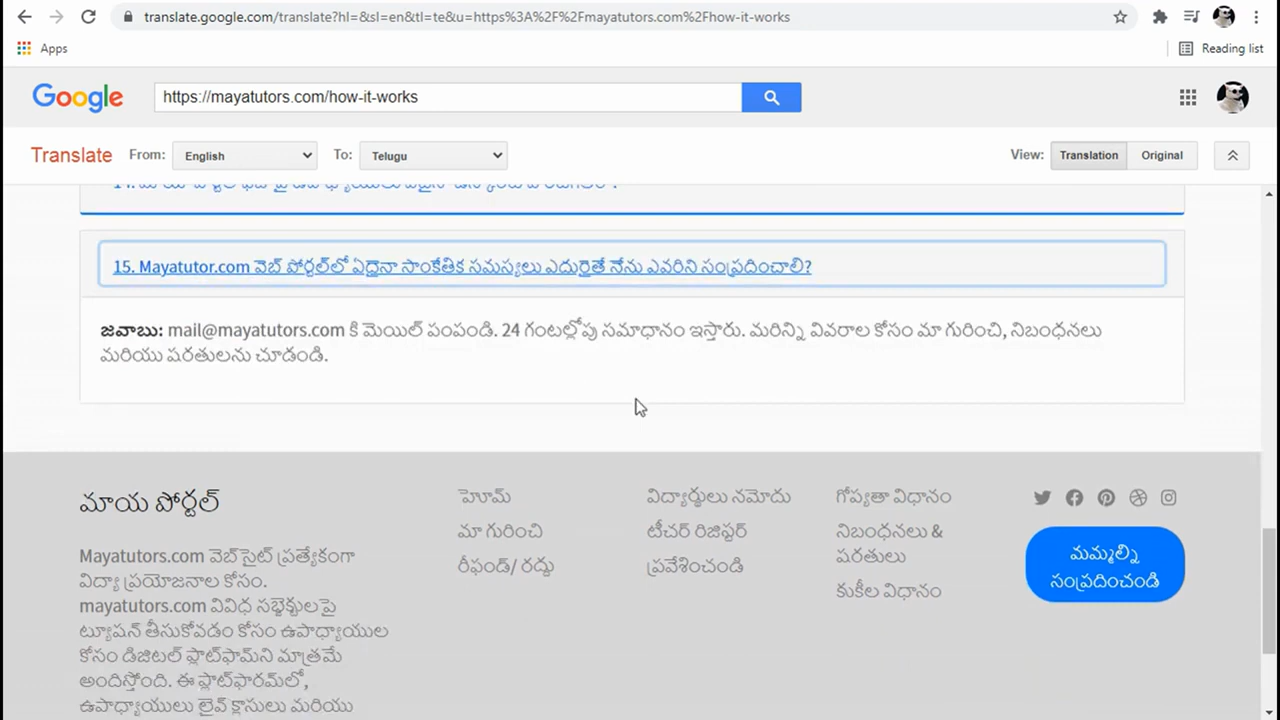 translate.google.com/translate?hl=&sl=en&tl=te&u=https%3A%2F%2Fmayatutors.com%2Fhow-it-works
Apps
Reading list
Google
https://mayatutors.com/how-it-works
Translate From: English To: Telugu View: Translation Original
15. Mayatutor.com వెబ్ పోర్టల్‌లో ఏదైనా సాంకేతిక సమస్యలు ఎదురైతే నేను ఎవరిని సంప్రదించాలి?
జవాబు: mail@mayatutors.com కి మెయిల్ పంపండి. 24 గంటల్లోపు సమాధానం ఇస్తారు. మరిన్ని వివరాల కోసం మా గురించి, నిబంధనలు
మరియు షరతులను చూడండి.
మాయ పోర్టల్
Mayatutors.com వెబ్‌సైట్ ప్రత్యేకంగా
విద్యా ప్రయోజనాల కోసం.
mayatutors.com వివిధ సబ్జెక్టులపై
ట్యూషన్ తీసుకోవడం కోసం ఉపాధ్యాయుల
కోసం డిజిటల్ ప్లాట్‌ఫామ్‌ని మాత్రమే
అందిస్తోంది. ఈ ప్లాట్‌ఫారమ్‌లో,
ఉపాధ్యాయులు లైవ్ క్లాసులు మరియు
హొమ్
మా గురించి
రీఫండ్/ రద్దు
విద్యార్థులు నమోదు
టీచర్ రిజిస్టర్
ప్రవేశించండి
గోప్యతా విధానం
నిబంధనలు &
షరతులు
కుకీల విధానం
మమ్మల్ని
సంప్రదించండి